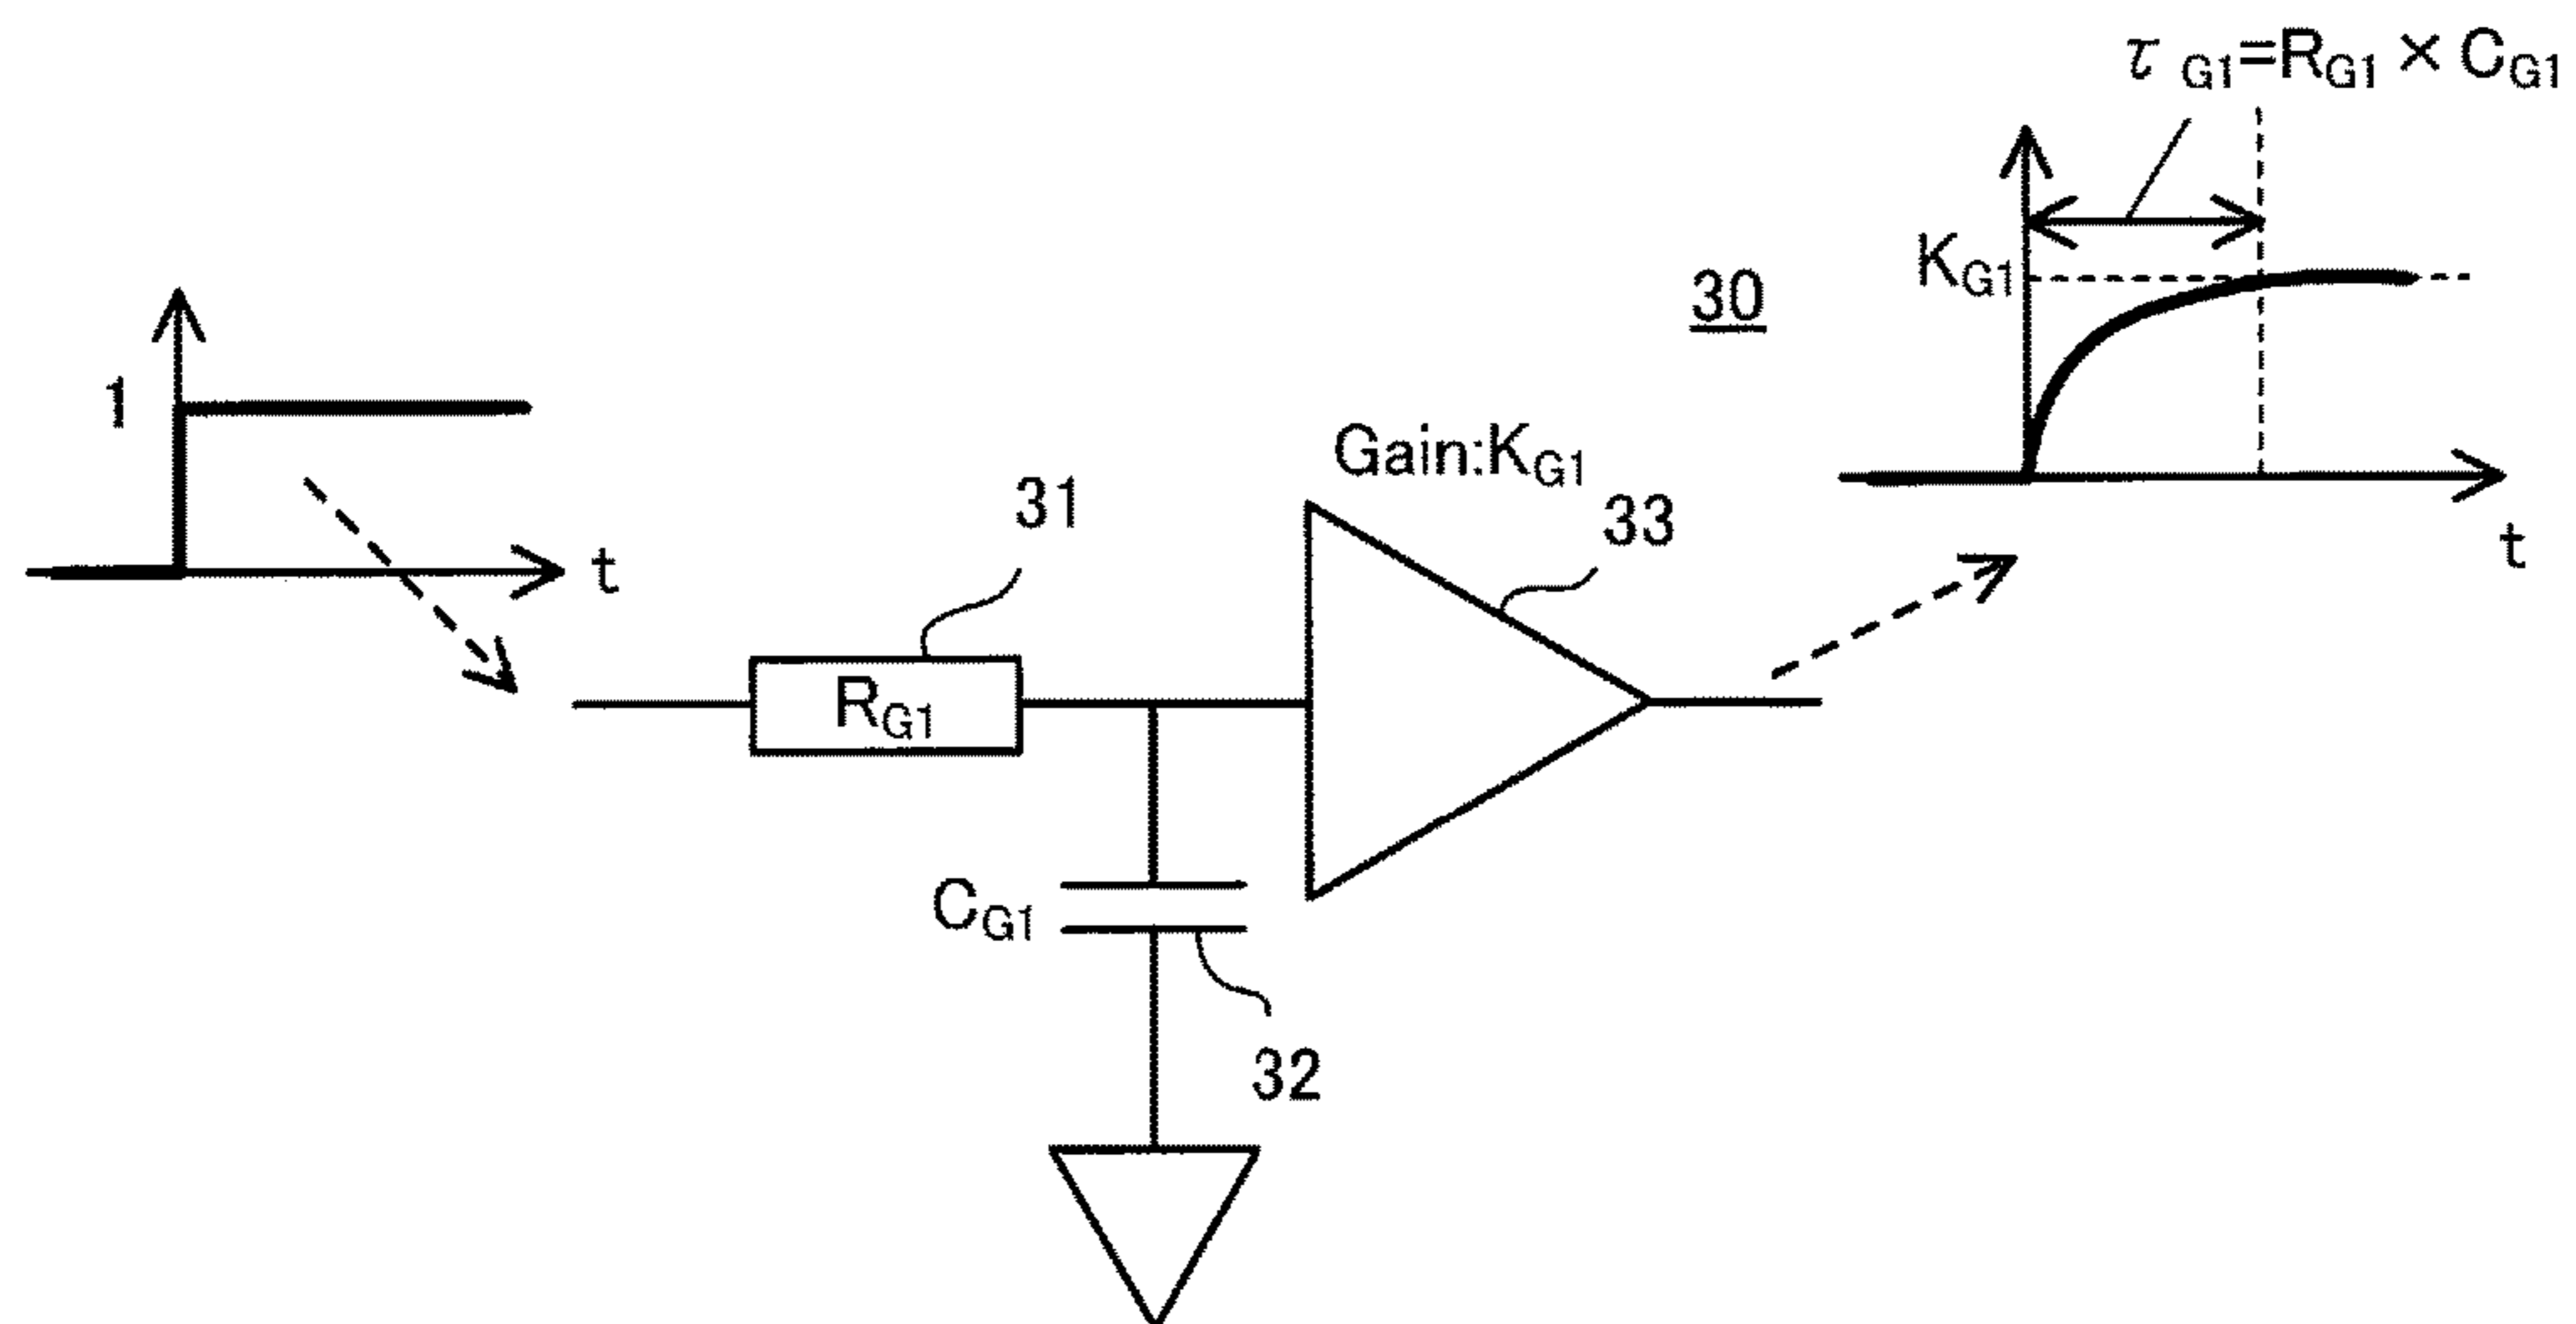 τ G1=RG1 × CG1
KG1
30
1
Gain:KG1
31
33
t
t
RG1
CG1
32